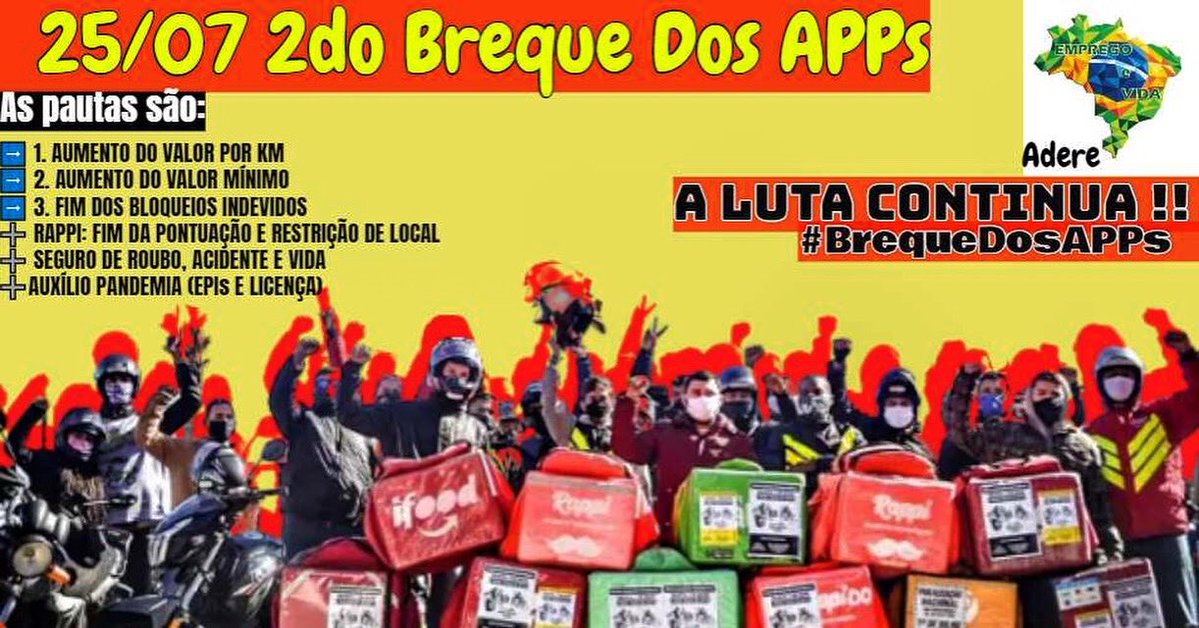 25/07 2do Breque Dos APPs
As pautas são:
1. AUMENTO DO VALOR POR KM
2. AUMENTO DO VALOR MÍNIMO
3. FIM DOS BLOQUEIOS INDEVIDOS
RAPPI: FIM DA PONTUAÇÃO E RESTRIÇÃO DE LOCAL
SEGURO DE ROUBO, ACIDENTE E VIDA
AUXÍLIO PANDEMIA (EPIs E LICENÇA)
EMPREGO
e
VIDA
Adere
A LUTA CONTINUA !!
#BrequeDosAPPs
ifood
Rappi
Rappi
Rappi